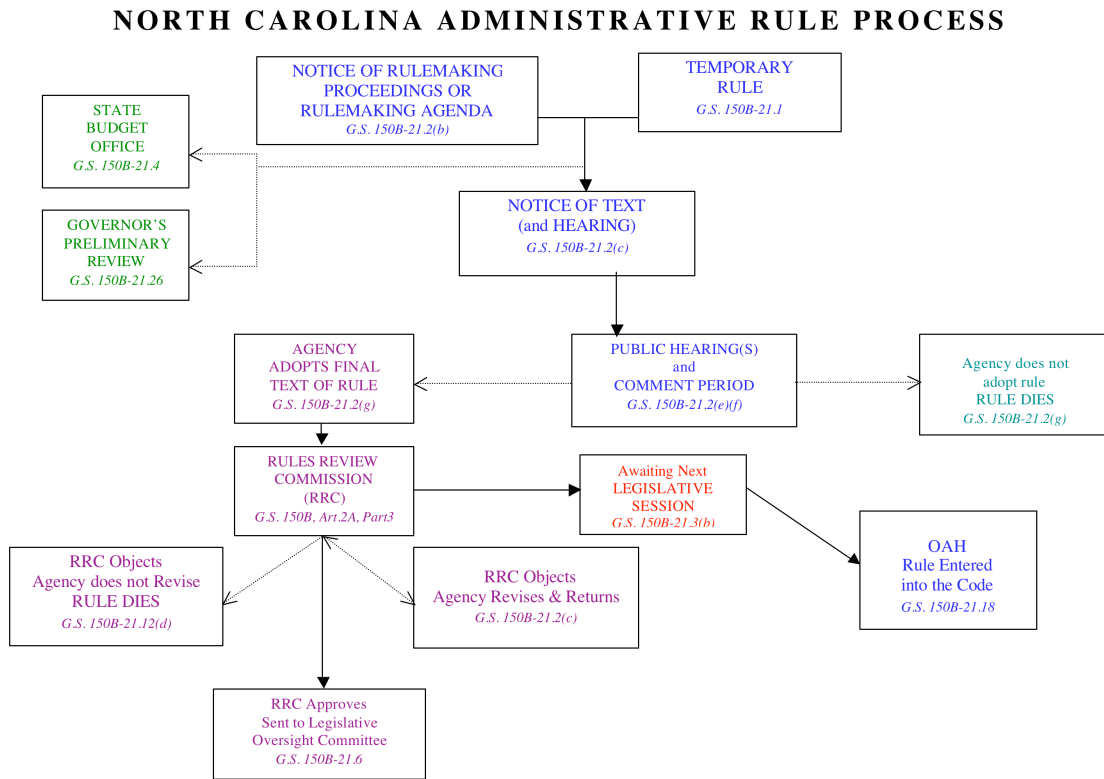 NORTH CAROLINA ADMINISTRATIVE RULE PROCESS
NOTICE OF RULEMAKING
PROCEEDINGS OR
RULEMAKING AGENDA
G.S. 150B-21.2(b)
TEMPORARY
RULE
G.S. 150B-21.1
STATE
BUDGET
OFFICE
G.S. 150B-21.4
NOTICE OF TEXT
(and HEARING)
G.S. 150B-21.2(c)
GOVERNOR'S
PRELIMINARY
REVIEW
G.S. 150B-21.26
AGENCY
ADOPTS FINAL
TEXT OF RULE
G.S. 150B-21.2(g)
PUBLIC HEARING(S)
and
COMMENT PERIOD
G.S. 150B-21.2(e)(f)
Agency does not
adopt rule
RULE DIES
G.S. 150B-21.2(g)
RULES REVIEW
COMMISSION
(RRC)
G.S. 150B, Art.2A, Part3
Awaiting Next
LEGISLATIVE
SESSION
G.S. 150B-21.3(b)
OAH
Rule Entered
into the Code
G.S. 150B-21.18
RRC Objects
Agency does not Revise
RULE DIES
G.S. 150B-21.12(d)
RRC Objects
Agency Revises & Returns
G.S. 150B-21.2(c)
RRC Approves
Sent to Legislative
Oversight Committee
G.S. 150B-21.6